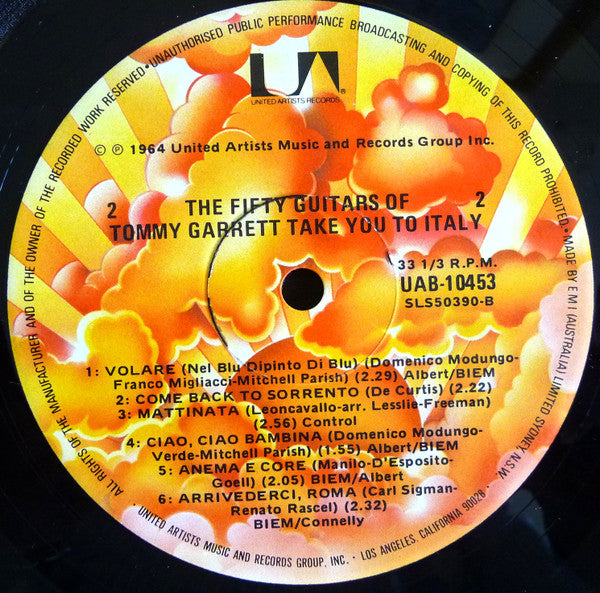 ALL RIGHTS OF THE MANUFACTURER AND OF THE OWNER OF THE RECORDED WORK RESERVED • UNAUTHORISED PUBLIC PERFORMANCE BROADCASTING AND COPYING OF THIS RECORD PROHIBITED • MADE BY E M I (AUSTRALIA) LIMITED SYDNEY N.S.W.
UA®
UNITED ARTISTS RECORDS
© ℗ 1964 United Artists Music and Records Group Inc.
2 THE FIFTY GUITARS OF 2
TOMMY GARRETT TAKE YOU TO ITALY
33 1/3 R.P.M.
UAB-10453
SLS50390-B
1: VOLARE (Nel Blu Dipinto Di Blu) (Domenico Modungo-
Franco Migliacci-Mitchell Parish) (2.29) Albert/BIEM
2: COME BACK TO SORRENTO (De Curtis) (2.22)
3: MATTINATA (Leoncavallo-arr. Lesslie-Freeman)
(2.56) Control
4: CIAO, CIAO BAMBINA (Domenico Modungo-
Verde-Mitchell Parish) (1.55) Albert/BIEM
5: ANEMA E CORE (Manilo-D'Esposito-
Goell) (2.05) BIEM/Albert
6: ARRIVEDERCI, ROMA (Carl Sigman-
Renato Rascel) (2.32)
BIEM/Connelly
UNITED ARTISTS MUSIC AND RECORDS GROUP, INC. • LOS ANGELES, CALIFORNIA 90028 •